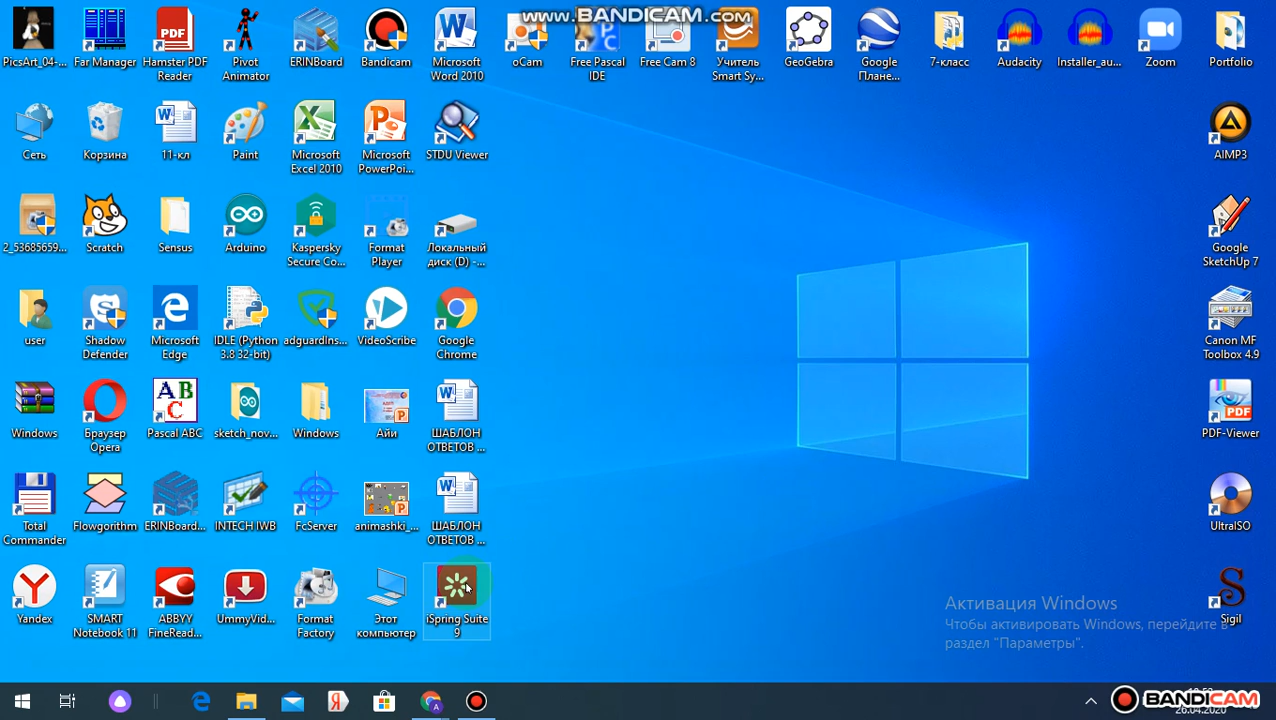 www.BANDICAM.com
PicsArt_04-...
Far Manager
Hamster PDF
Reader
Pivot
Animator
ERINBoard
Bandicam
Microsoft
Word 2010
oCam
Free Pascal
IDE
Free Cam 8
Учитель
Smart Sy...
GeoGebra
Google
Плане...
7-класс
Audacity
Installer_au...
Zoom
Portfolio
Сеть
Корзина
11-кл
Paint
Microsoft
Excel 2010
Microsoft
PowerPoi...
STDU Viewer
AIMP3
2_53685659...
Scratch
Sensus
Arduino
Kaspersky
Secure Co...
Format
Player
Локальный
диск (D) -...
Google
SketchUp 7
user
Shadow
Defender
Microsoft
Edge
IDLE (Python
3.8 32-bit)
adguardIns...
VideoScribe
Google
Chrome
Canon MF
Toolbox 4.9
Windows
Браузер
Opera
Pascal ABC
sketch_nov...
Windows
Айи
ШАБЛОН
ОТВЕТОВ ...
PDF-Viewer
Total
Commander
Flowgorithm
ERINBoard...
INTECH IWB
FcServer
animashki_...
ШАБЛОН
ОТВЕТОВ ...
UltraISO
Yandex
SMART
Notebook 11
ABBYY
FineRead...
UmmyVid...
Format
Factory
Этот
компьютер
iSpring Suite
9
Sigil
Активация Windows
Чтобы активировать Windows, перейдите в
раздел "Параметры".
26.04.2020
BANDICAM